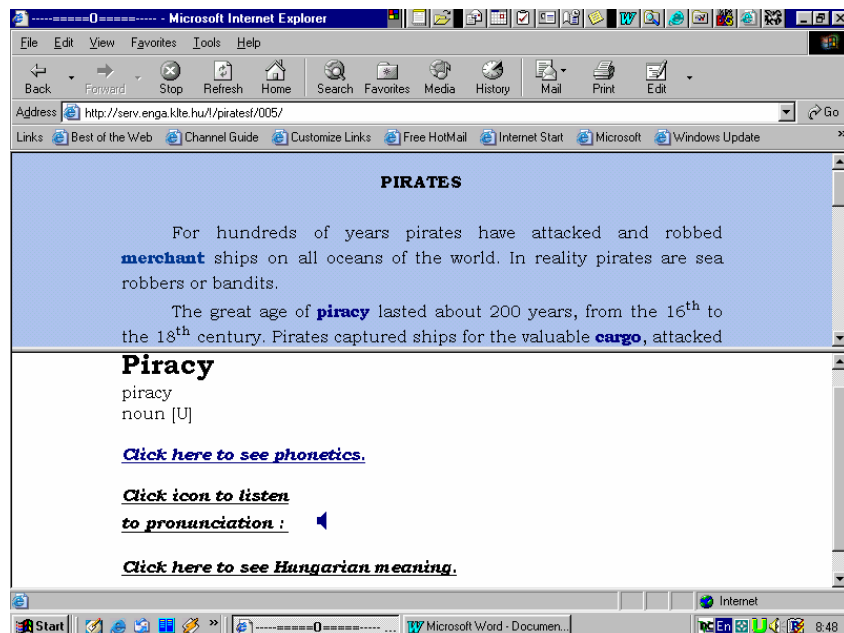 -----=====0=====----- - Microsoft Internet Explorer
File Edit View Favorites Tools Help
Back Forward Stop Refresh Home Search Favorites Media History Mail Print Edit
Address http://serv.enga.klte.hu/!/piratesf/005/ Go
Links Best of the Web Channel Guide Customize Links Free HotMail Internet Start Microsoft Windows Update »
PIRATES
For hundreds of years pirates have attacked and robbed
merchant ships on all oceans of the world. In reality pirates are sea
robbers or bandits.
The great age of piracy lasted about 200 years, from the 16th to
the 18th century. Pirates captured ships for the valuable cargo, attacked
Piracy
piracy
noun [U]
Click here to see phonetics.
Click icon to listen
to pronunciation :
Click here to see Hungarian meaning.
Internet
Start » -----=====0=====----- ... Microsoft Word - Documen... En 8:48